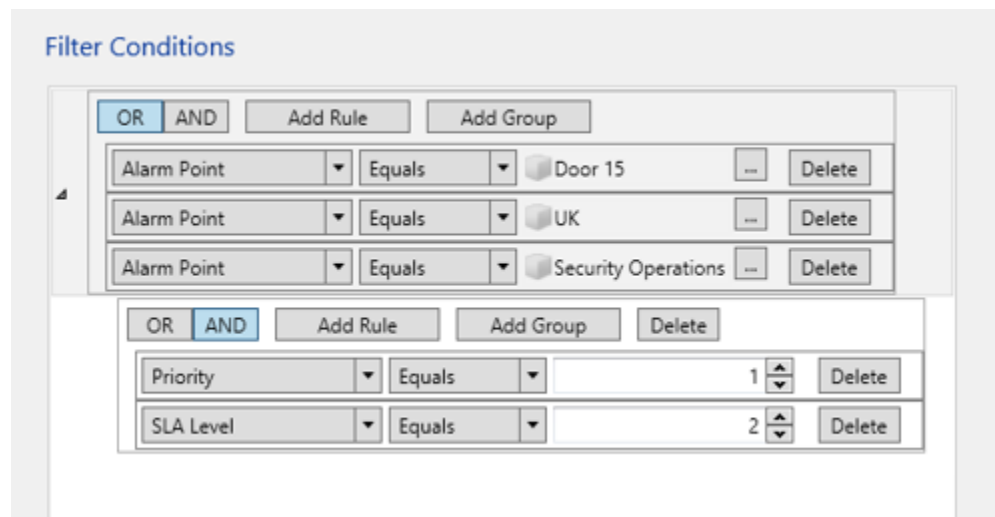 Filter Conditions
OR AND Add Rule Add Group
Alarm Point Equals Door 15 ... Delete
Alarm Point Equals UK ... Delete
Alarm Point Equals Security Operations ... Delete
OR AND Add Rule Add Group Delete
Priority Equals 1 Delete
SLA Level Equals 2 Delete